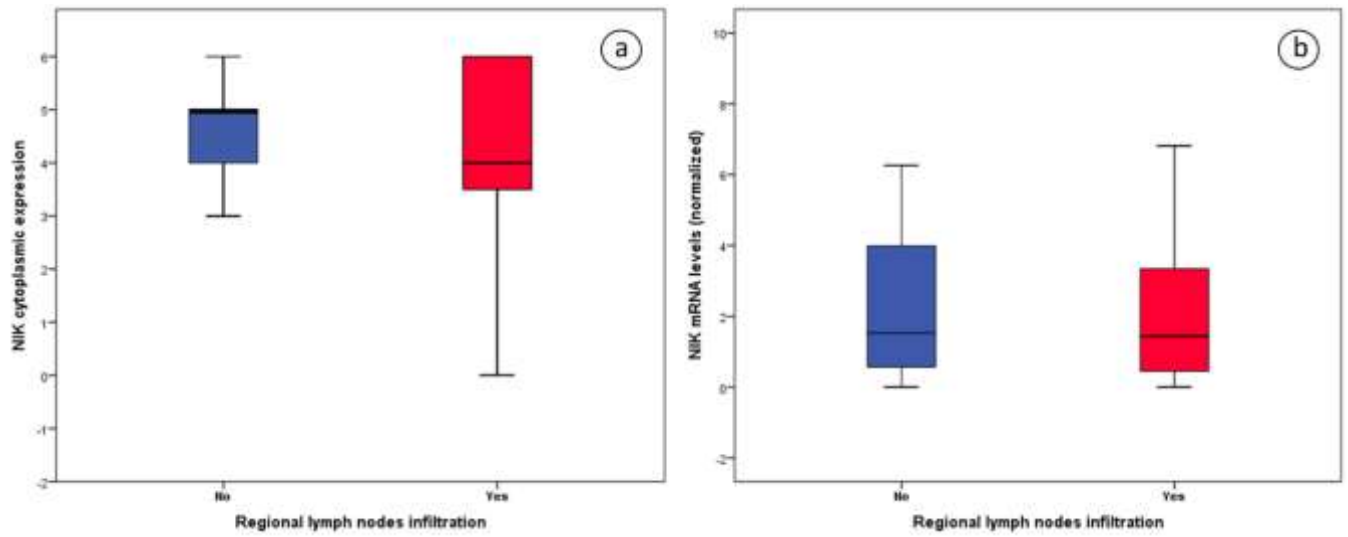 a
NIK cytoplasmic expression
6
5
4
3
2
1
0
-1
-2
No
Yes
Regional lymph nodes infiltration
b
NIK mRNA levels (normalized)
10
8
6
4
2
0
-2
No
Yes
Regional lymph nodes infiltration